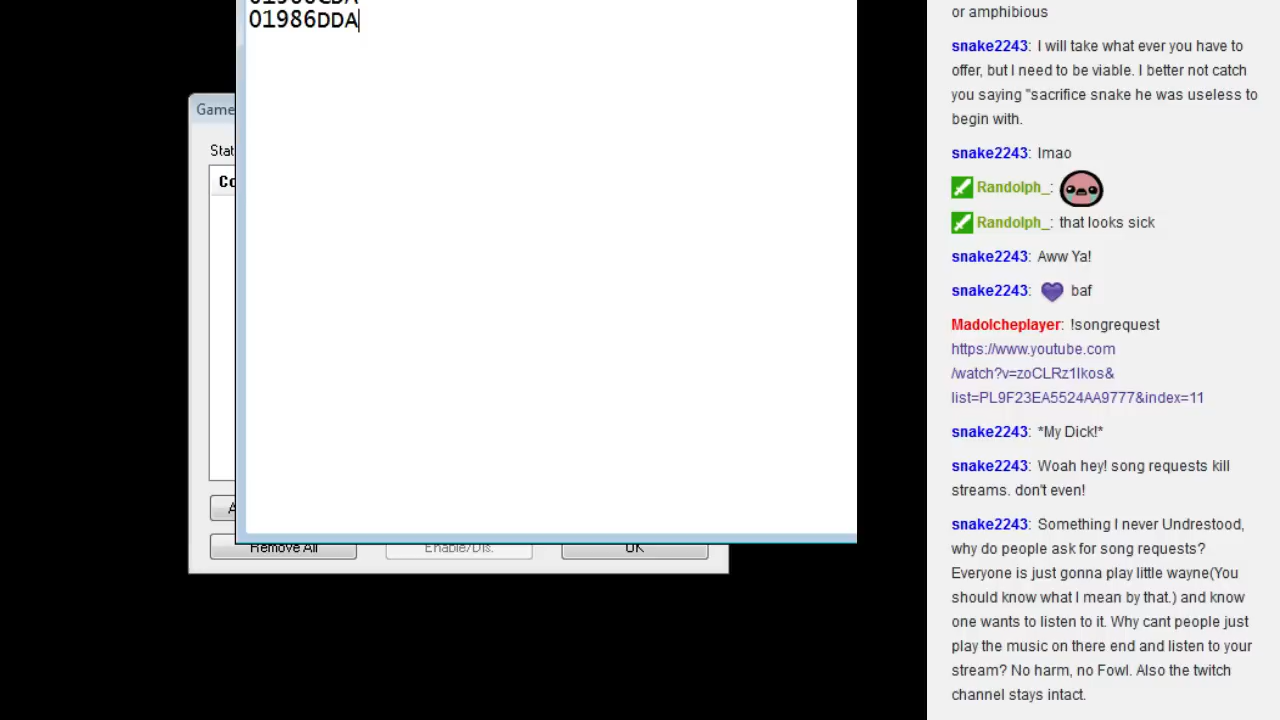 01986DDA
Game
Stat
Co
A
Remove All
Enable/Dis.
OK
or amphibious
snake2243: I will take what ever you have to
offer, but I need to be viable. I better not catch
you saying "sacrifice snake he was useless to
begin with.
snake2243: lmao
Randolph_:
Randolph_: that looks sick
snake2243: Aww Ya!
snake2243: baf
Madolcheplayer: !songrequest
https://www.youtube.com
/watch?v=zoCLRz1lkos&
list=PL9F23EA5524AA9777&index=11
snake2243: *My Dick!*
snake2243: Woah hey! song requests kill
streams. don't even!
snake2243: Something I never Undrestood,
why do people ask for song requests?
Everyone is just gonna play little wayne(You
should know what I mean by that.) and know
one wants to listen to it. Why cant people just
play the music on there end and listen to your
stream? No harm, no Fowl. Also the twitch
channel stays intact.